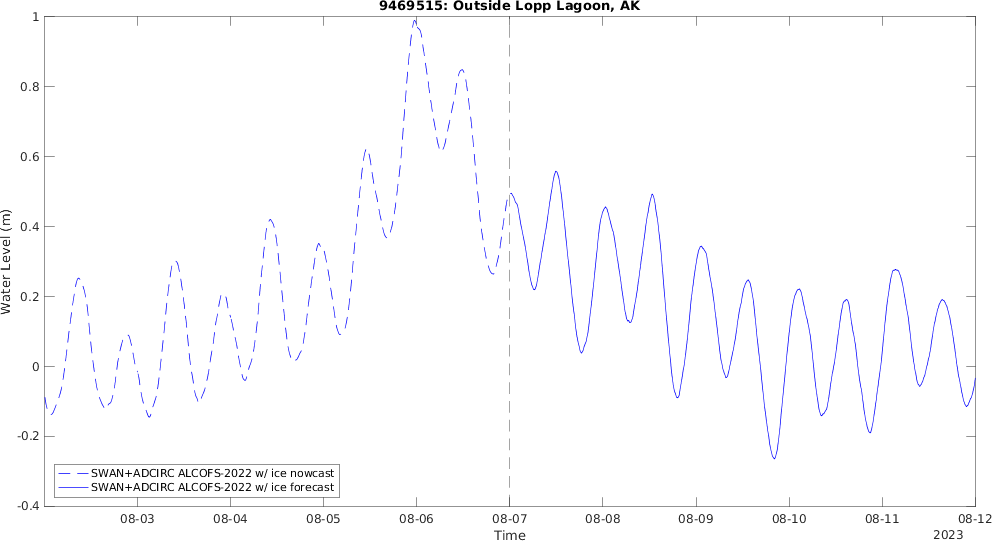 9469515: Outside Lopp Lagoon, AK
1
0.8
0.6
0.4
0.2
0
-0.2
-0.4
Water Level (m)
SWAN+ADCIRC ALCOFS-2022 w/ ice nowcast
SWAN+ADCIRC ALCOFS-2022 w/ ice forecast
08-03 08-04 08-05 08-06 08-07 08-08 08-09 08-10 08-11 08-12
Time
2023